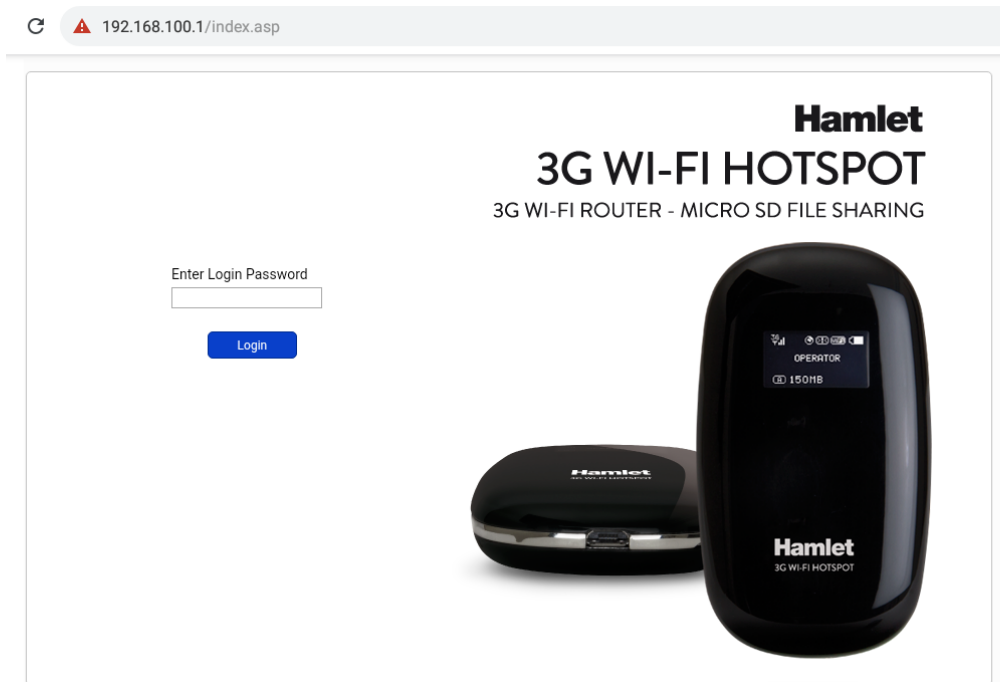 192.168.100.1/index.asp
Hamlet
3G WI-FI HOTSPOT
3G WI-FI ROUTER - MICRO SD FILE SHARING
Enter Login Password
Login
OPERATOR
150MB
Hamlet
3G WI-FI HOTSPOT
Hamlet
3G WI-FI HOTSPOT